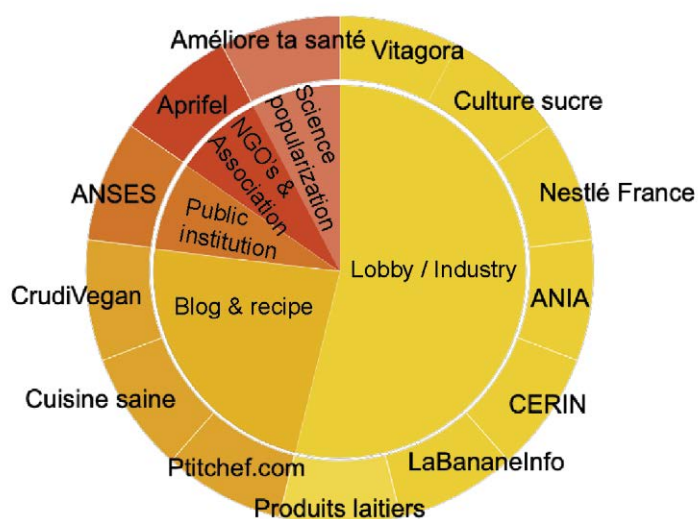 Améliore ta santé
Vitagora
Culture sucre
Nestlé France
ANIA
CERIN
LaBananeInfo
Produits laitiers
Ptitchef.com
Cuisine saine
CrudiVegan
ANSES
Aprifel
Science
popularization
NGO's &
Association
Public
institution
Blog & recipe
Lobby / Industry